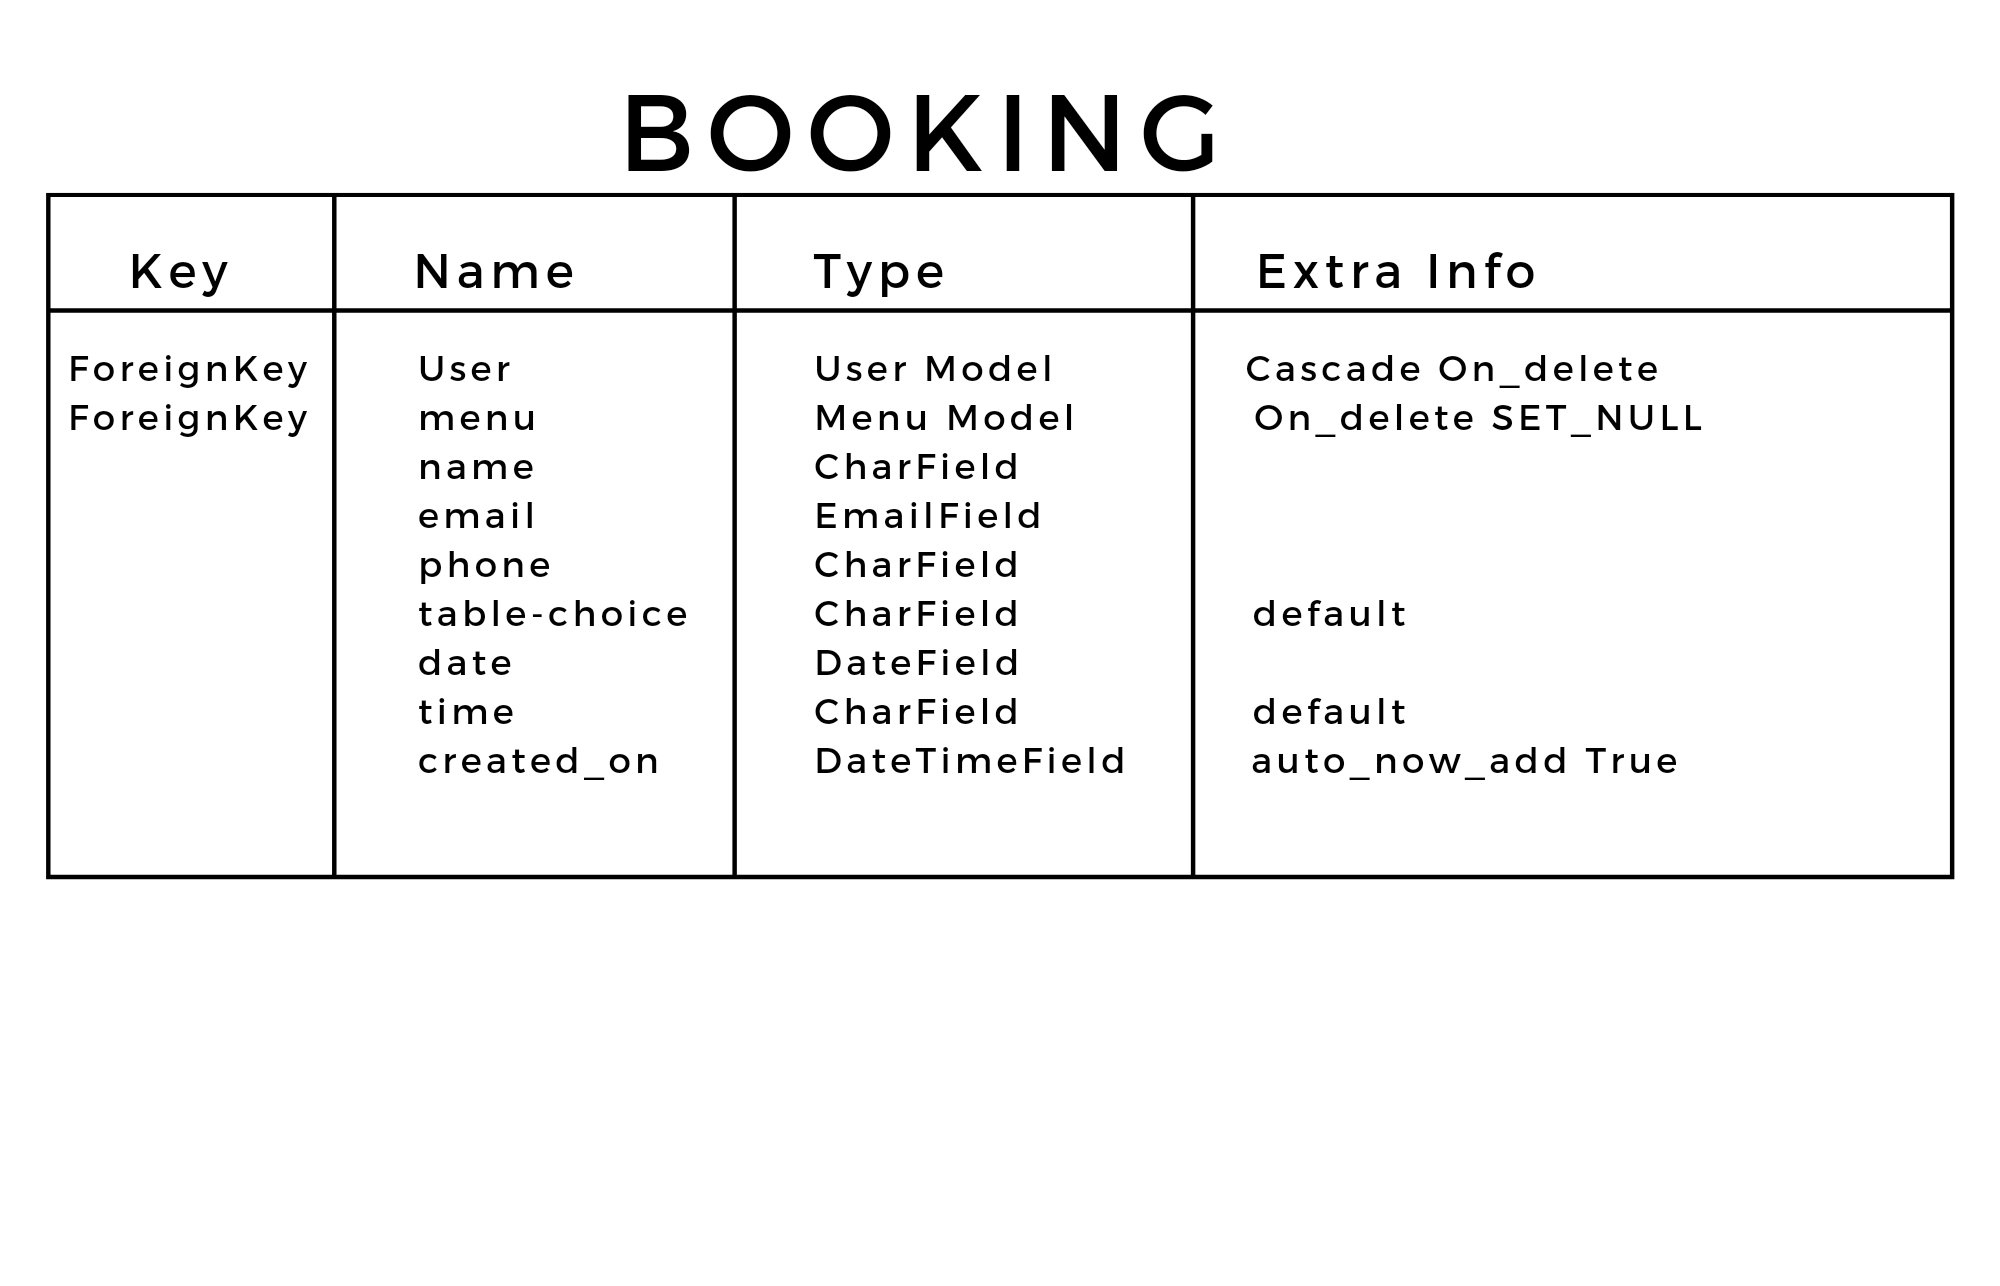 BOOKING
Key Name Type Extra Info
ForeignKey User User Model Cascade On_delete
ForeignKey menu Menu Model On_delete SET_NULL
name CharField
email EmailField
phone CharField
table-choice CharField default
date DateField
time CharField default
created_on DateTimeField auto_now_add True